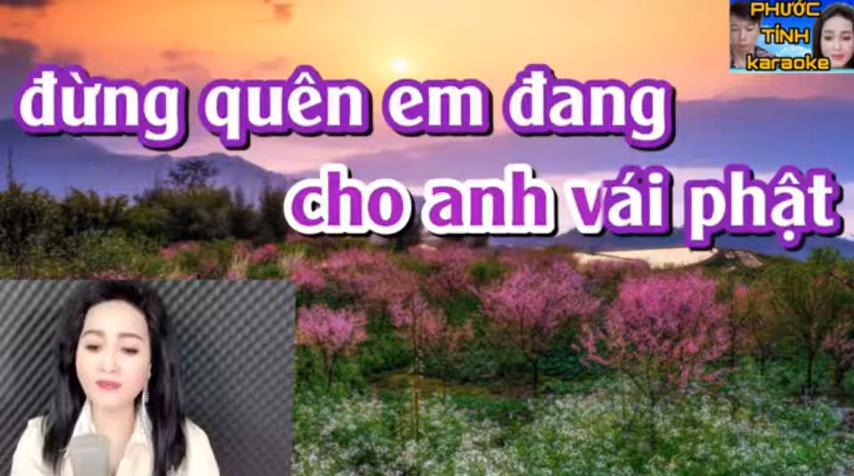 PHƯỚC
TÍNH
karaoke
đừng quên em đang
cho anh vái phật